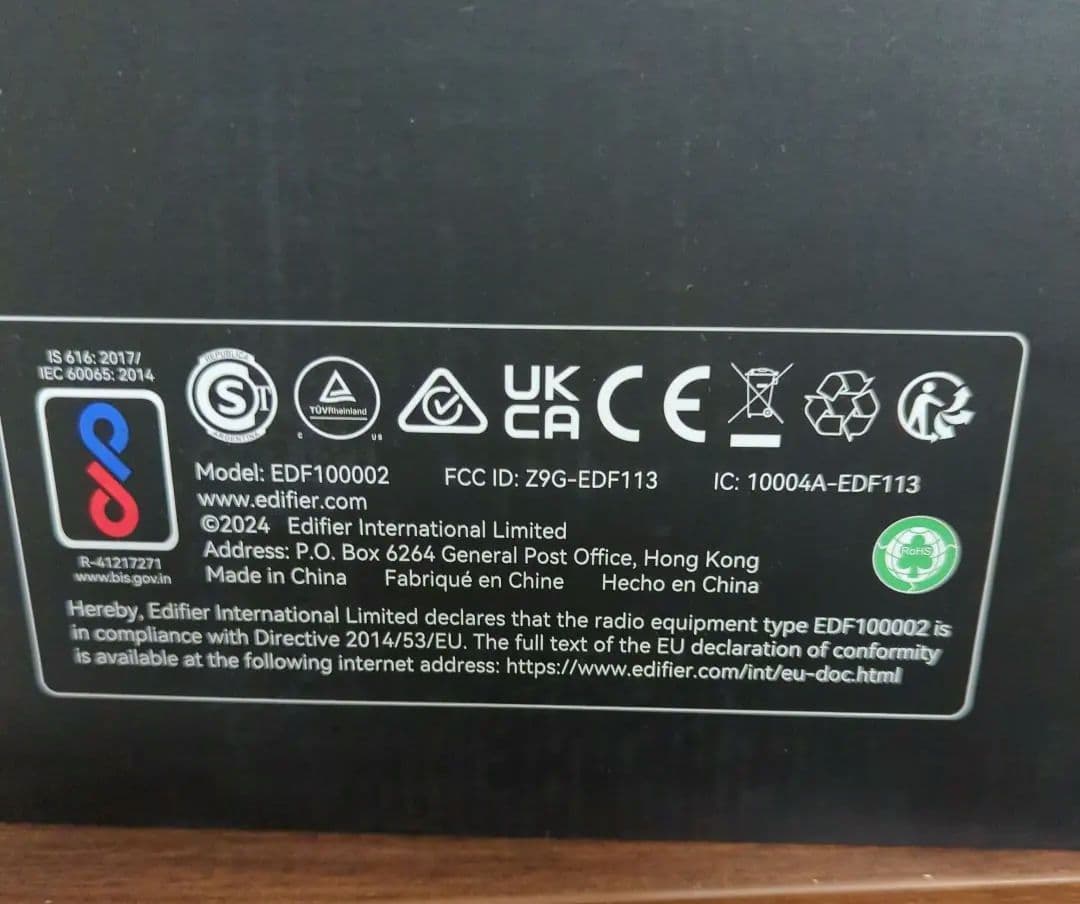 IS 616: 2017/
IEC 60065: 2014
REPUBLICA
S T
ARGENTINA
TÜVRheinland
C US
UK
CA
CE
Model: EDF100002 FCC ID: Z9G-EDF113 IC: 10004A-EDF113
www.edifier.com
©2024 Edifier International Limited
Address: P.O. Box 6264 General Post Office, Hong Kong
Made in China Fabriqué en Chine Hecho en China
RoHS
R-41217271
www.bis.gov.in
Hereby, Edifier International Limited declares that the radio equipment type EDF100002 is
in compliance with Directive 2014/53/EU. The full text of the EU declaration of conformity
is available at the following internet address: https://www.edifier.com/int/eu-doc.html